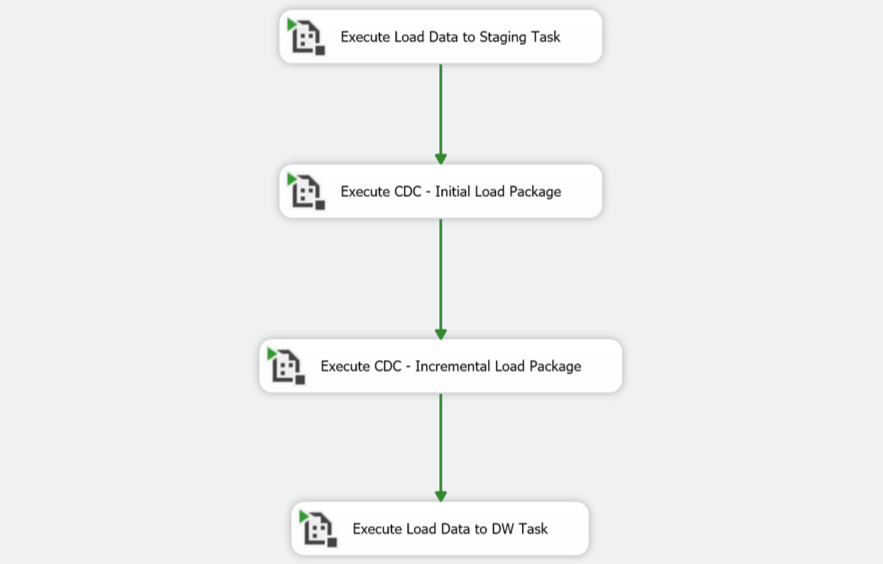 Execute Load Data to Staging Task
Execute CDC - Initial Load Package
Execute CDC - Incremental Load Package
Execute Load Data to DW Task